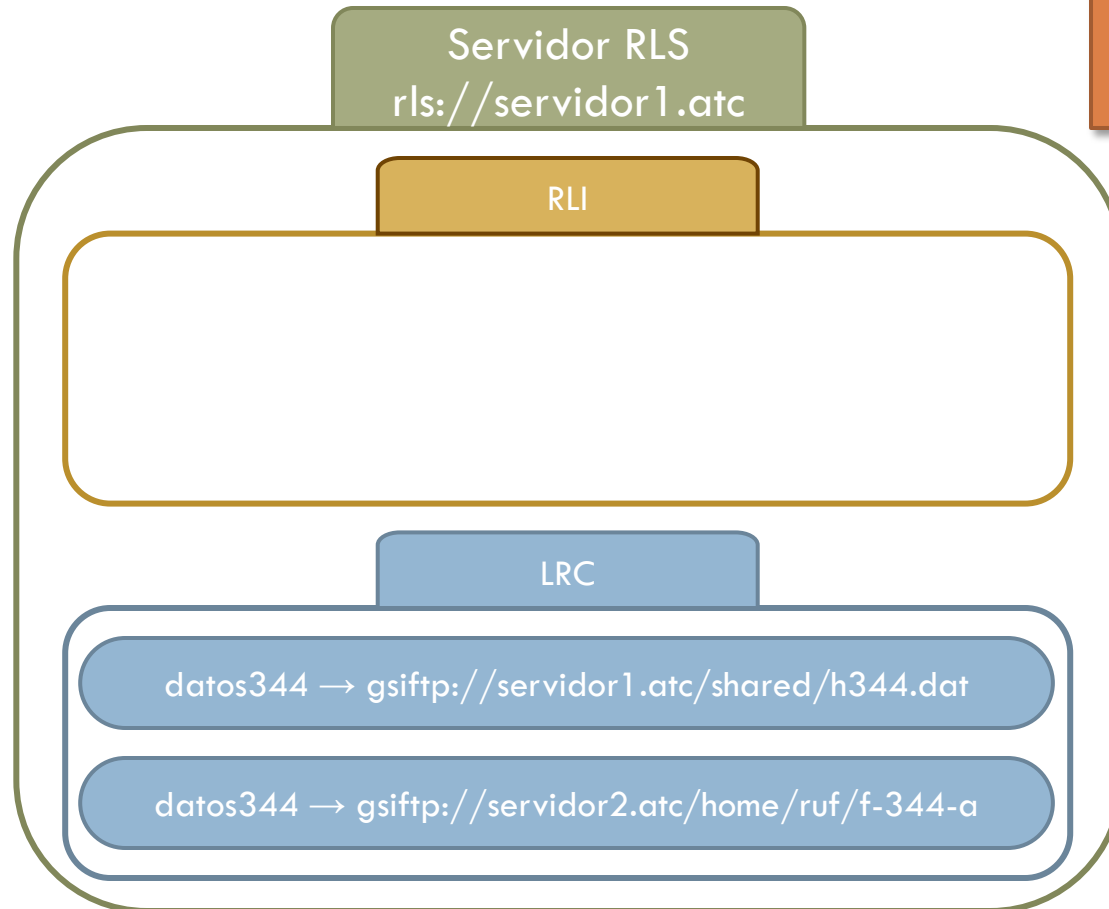 Servidor RLS
rls://servidor1.atc
RLI
LRC
datos344 → gsiftp://servidor1.atc/shared/h344.dat
datos344 → gsiftp://servidor2.atc/home/ruf/f-344-a